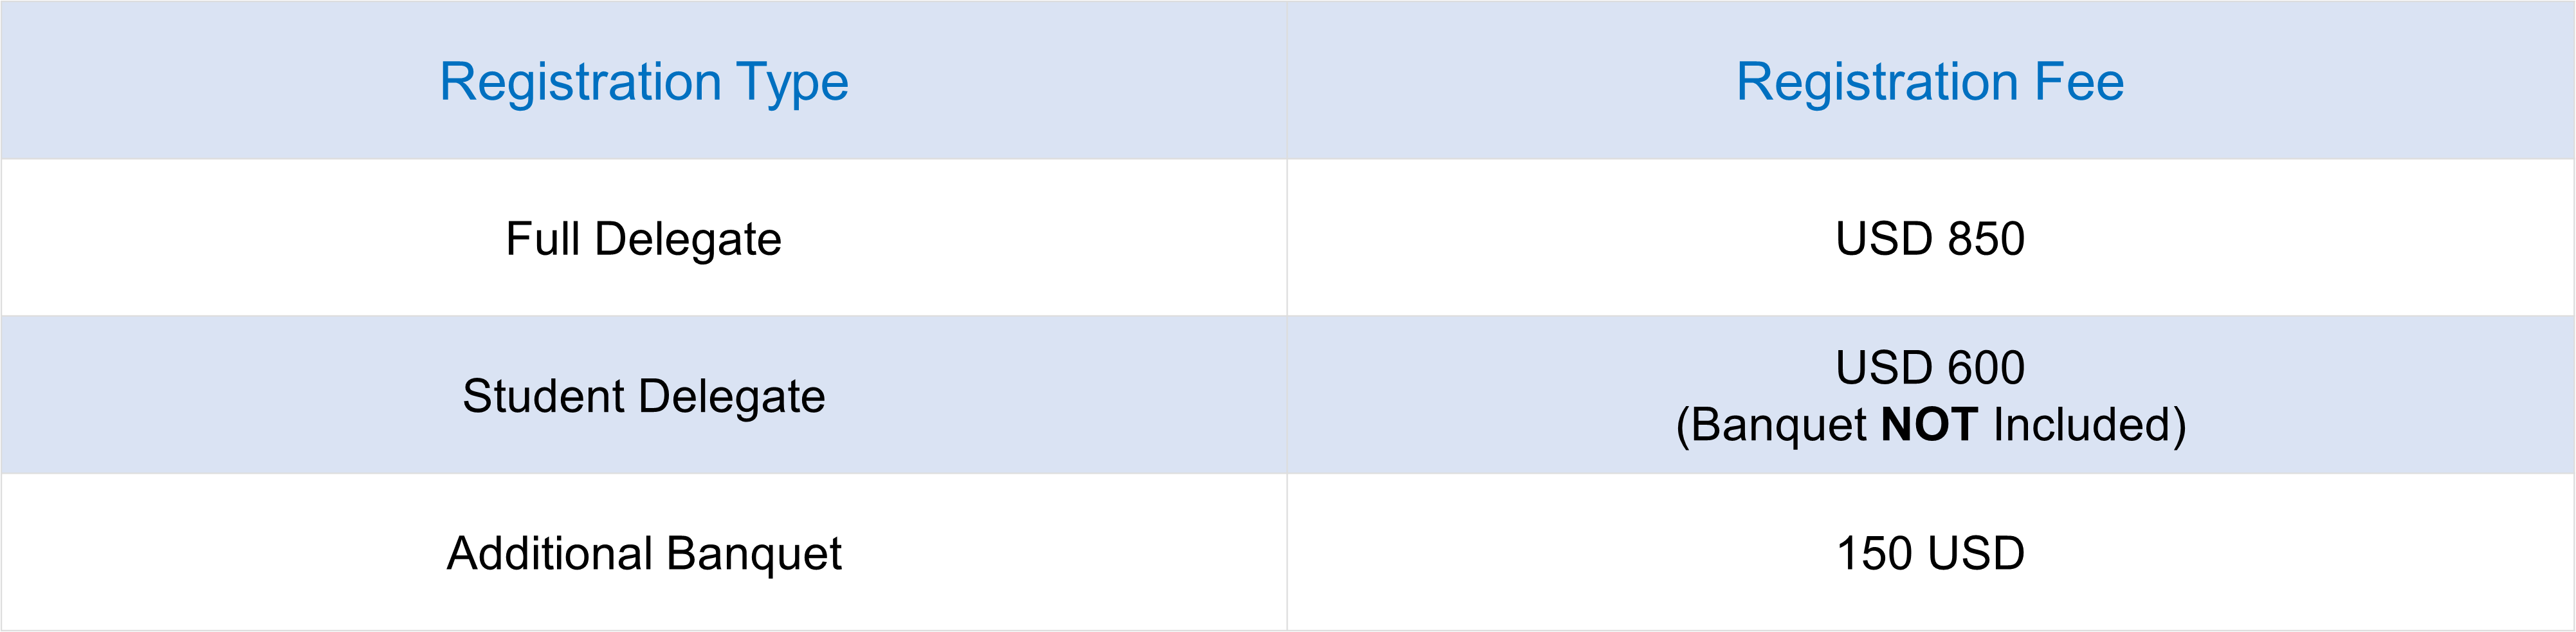 Registration Type
Registration Fee
Full Delegate
USD 850
Student Delegate
USD 600
(Banquet NOT Included)
Additional Banquet
150 USD